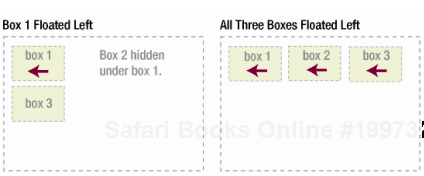 Box 1 Floated Left
All Three Boxes Floated Left
box 1
Box 2 hidden
under box 1.
box 3
box 1
box 2
box 3
Safari Books Online #19973